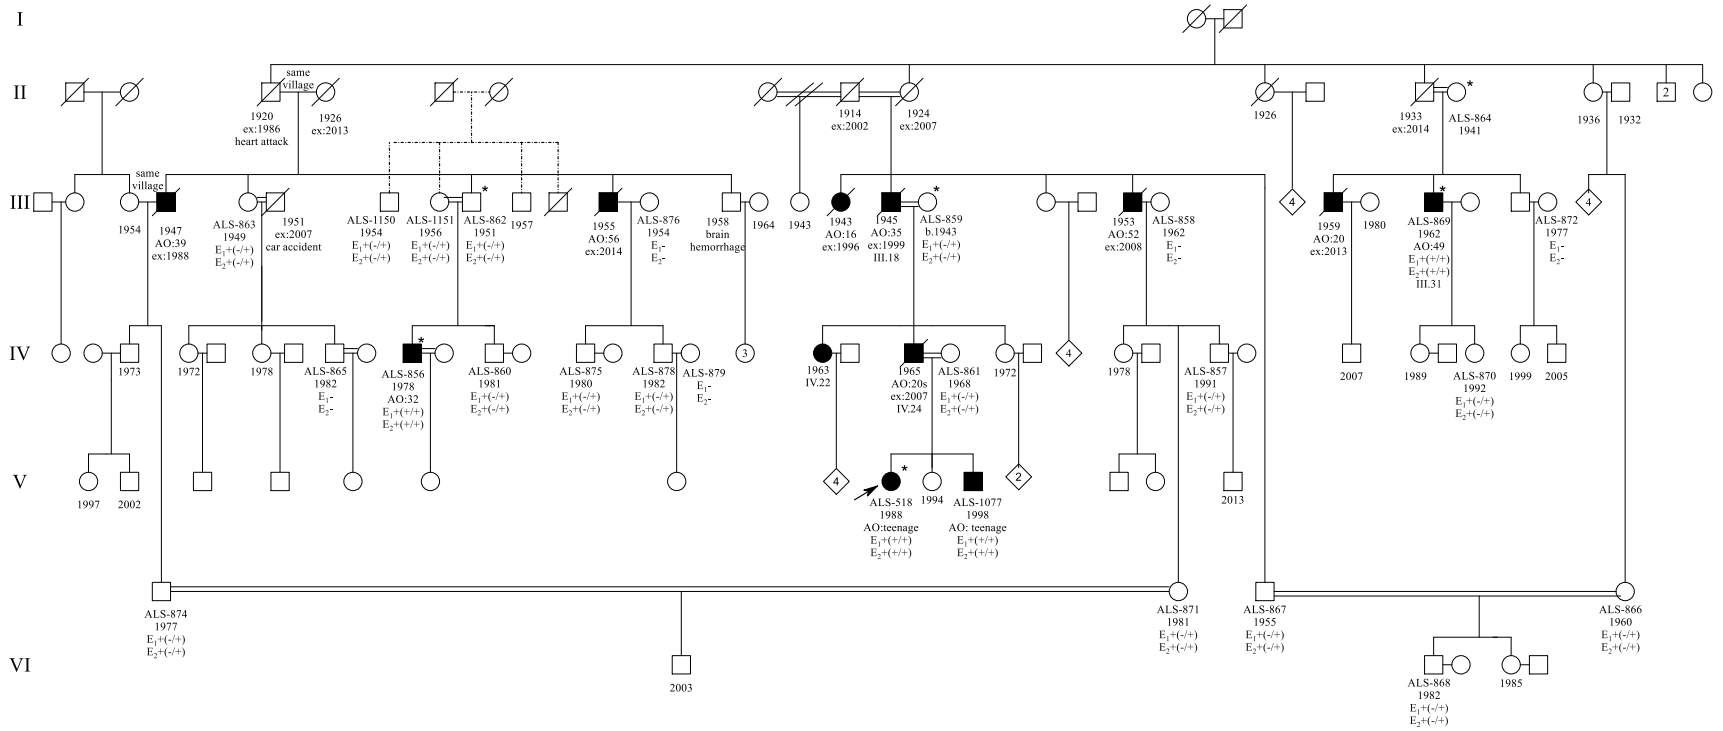 I
II
same
village
1920
ex:1986
heart attack
1926
ex:2013
1914
ex:2002
1924
ex:2007
1926
1933
ex:2014
*
ALS-864
1941
1936
1932
2
III
same
village
1954
1947
AO:39
ex:1988
ALS-863
1949
E₁+(-/+)
E₂+(-/+)
1951
ex:2007
car accident
ALS-1150
1954
E₁+(-/+)
E₂+(-/+)
ALS-1151
1956
E₁+(-/+)
E₂+(-/+)
*
ALS-862
1951
E₁+(-/+)
E₂+(-/+)
1957
1955
AO:56
ex:2014
ALS-876
1954
E₁-
E₂-
1958
brain
hemorrhage
1964
1943
1943
AO:16
ex:1996
1945
AO:35
ex:1999
III.18
*
ALS-859
b.1943
E₁+(-/+)
E₂+(-/+)
1953
AO:52
ex:2008
ALS-858
1962
E₁-
E₂-
4
1959
AO:20
ex:2013
1980
*
ALS-869
1962
AO:49
E₁+(+/+)
E₂+(+/+)
III.31
ALS-872
1977
E₁-
E₂-
4
IV
1973
1972
1978
ALS-865
1982
E₁-
E₂-
*
ALS-856
1978
AO:32
E₁+(+/+)
E₂+(+/+)
ALS-860
1981
E₁+(-/+)
E₂+(-/+)
ALS-875
1980
E₁+(-/+)
E₂+(-/+)
ALS-878
1982
E₁+(-/+)
E₂+(-/+)
ALS-879
E₁-
E₂-
3
1963
IV.22
1965
AO:20s
ex:2007
IV.24
ALS-861
1968
E₁+(-/+)
E₂+(-/+)
1972
4
1978
ALS-857
1991
E₁+(-/+)
E₂+(-/+)
2007
1989
ALS-870
1992
E₁+(-/+)
E₂+(-/+)
1999
2005
V
1997
2002
4
*
ALS-518
1988
AO:teenage
E₁+(+/+)
E₂+(+/+)
1994
ALS-1077
1998
AO: teenage
E₁+(+/+)
E₂+(+/+)
2
2013
ALS-874
1977
E₁+(-/+)
E₂+(-/+)
ALS-871
1981
E₁+(-/+)
E₂+(-/+)
ALS-867
1955
E₁+(-/+)
E₂+(-/+)
ALS-866
1960
E₁+(-/+)
E₂+(-/+)
VI
2003
ALS-868
1982
E₁+(-/+)
E₂+(-/+)
1985